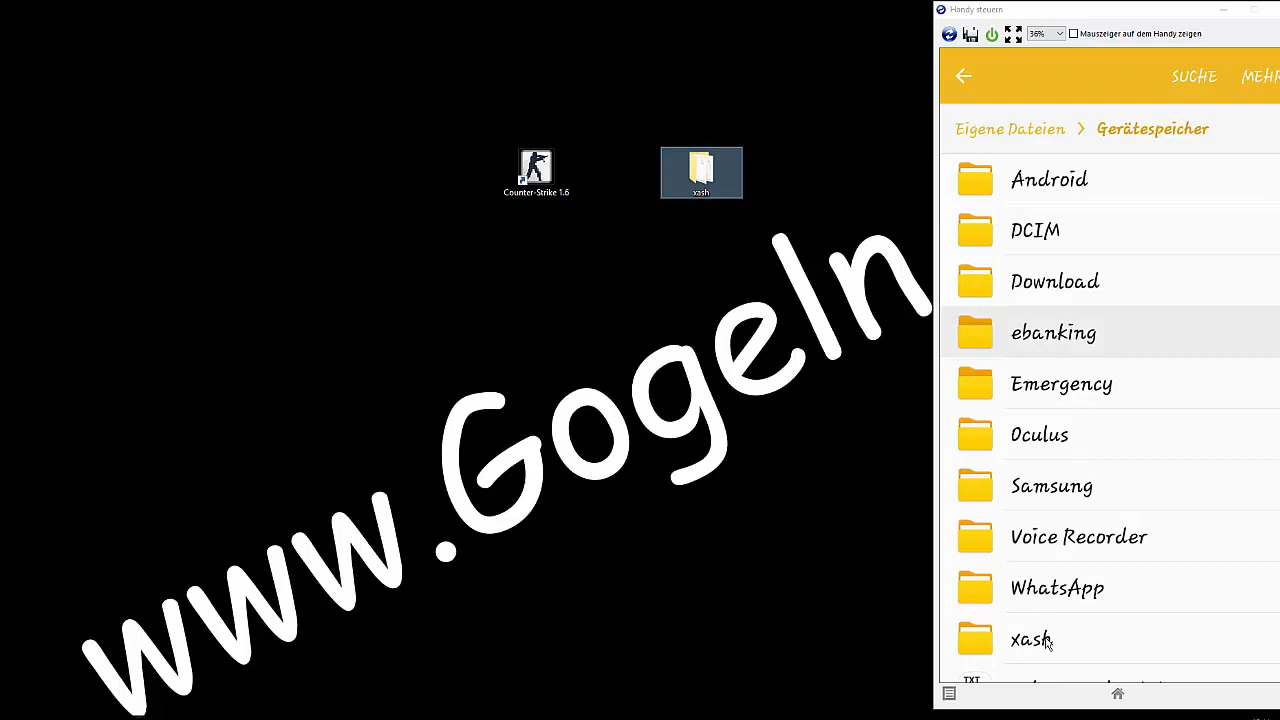 Handy steuern
36%
Mauszeiger auf dem Handy zeigen
SUCHE MEHR
Eigene Dateien > Gerätespeicher
Android
DCIM
Download
ebanking
Emergency
Oculus
Samsung
Voice Recorder
WhatsApp
xash
TXT
Counter-Strike 1.6
xash
www.Gogeln